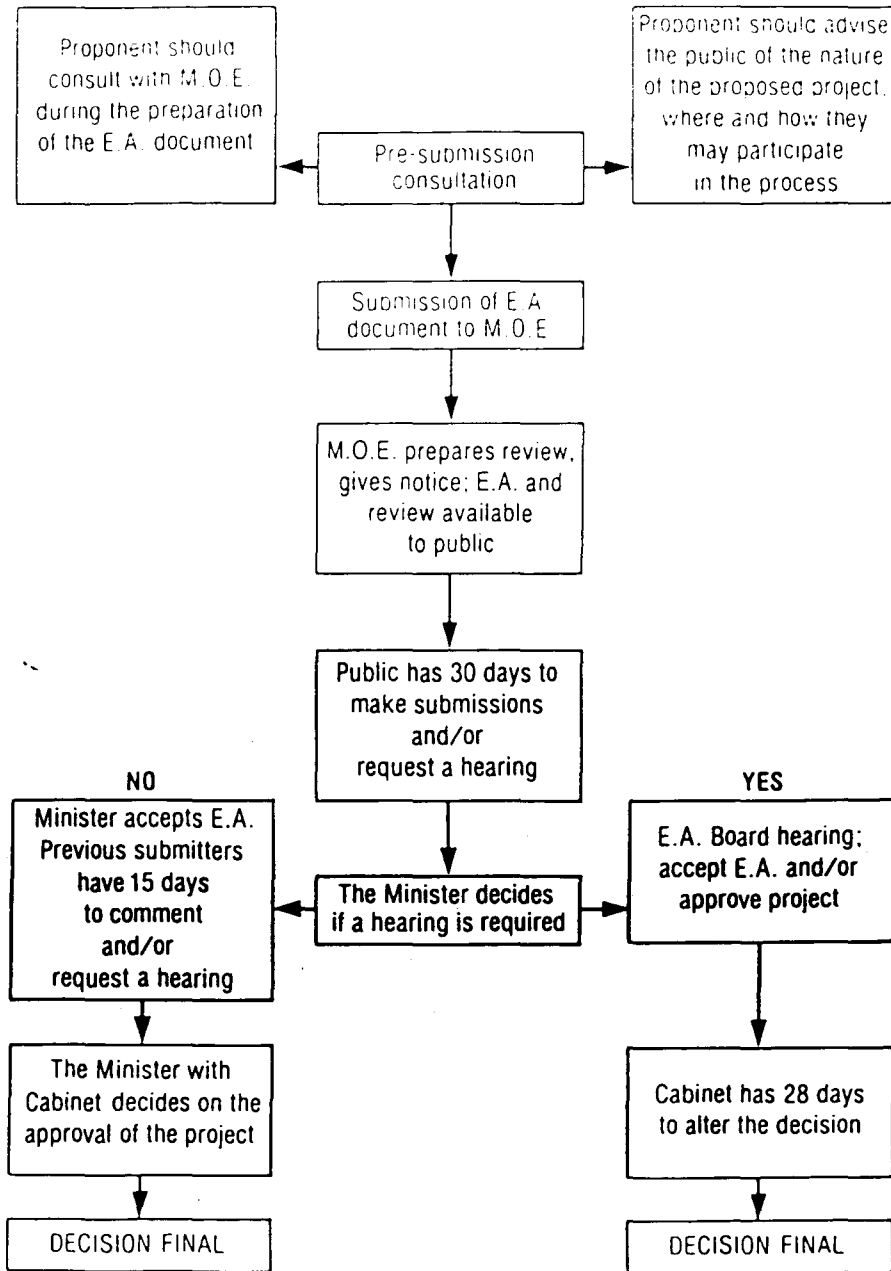 Proponent should
consult with M.O.E.
during the preparation
of the E.A. document
Proponent should advise
the public of the nature
of the proposed project,
where and how they
may participate
in the process
Pre-submission
consultation
Submission of E.A
document to M.O.E
M.O.E. prepares review,
gives notice; E.A. and
review available
to public
Public has 30 days to
make submissions
and/or
request a hearing
NO
Minister accepts E.A.
Previous submitters
have 15 days
to comment
and/or
request a hearing
The Minister decides
if a hearing is required
YES
E.A. Board hearing;
accept E.A. and/or
approve project
The Minister with
Cabinet decides on the
approval of the project
Cabinet has 28 days
to alter the decision
DECISION FINAL
DECISION FINAL